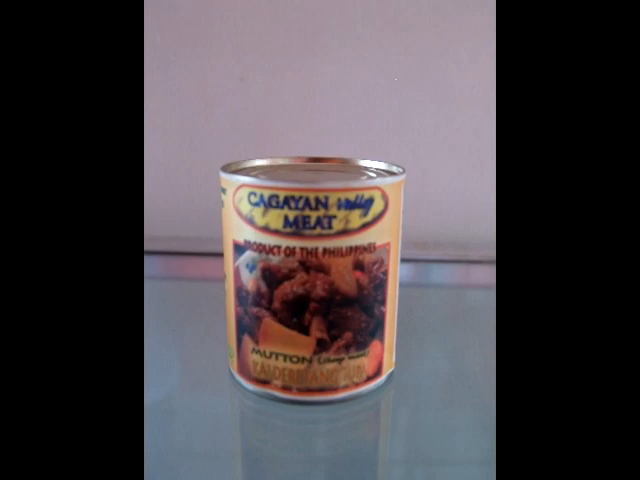 CAGAYAN Valley
MEAT
PRODUCT OF THE PHILIPPINES
MUTTON